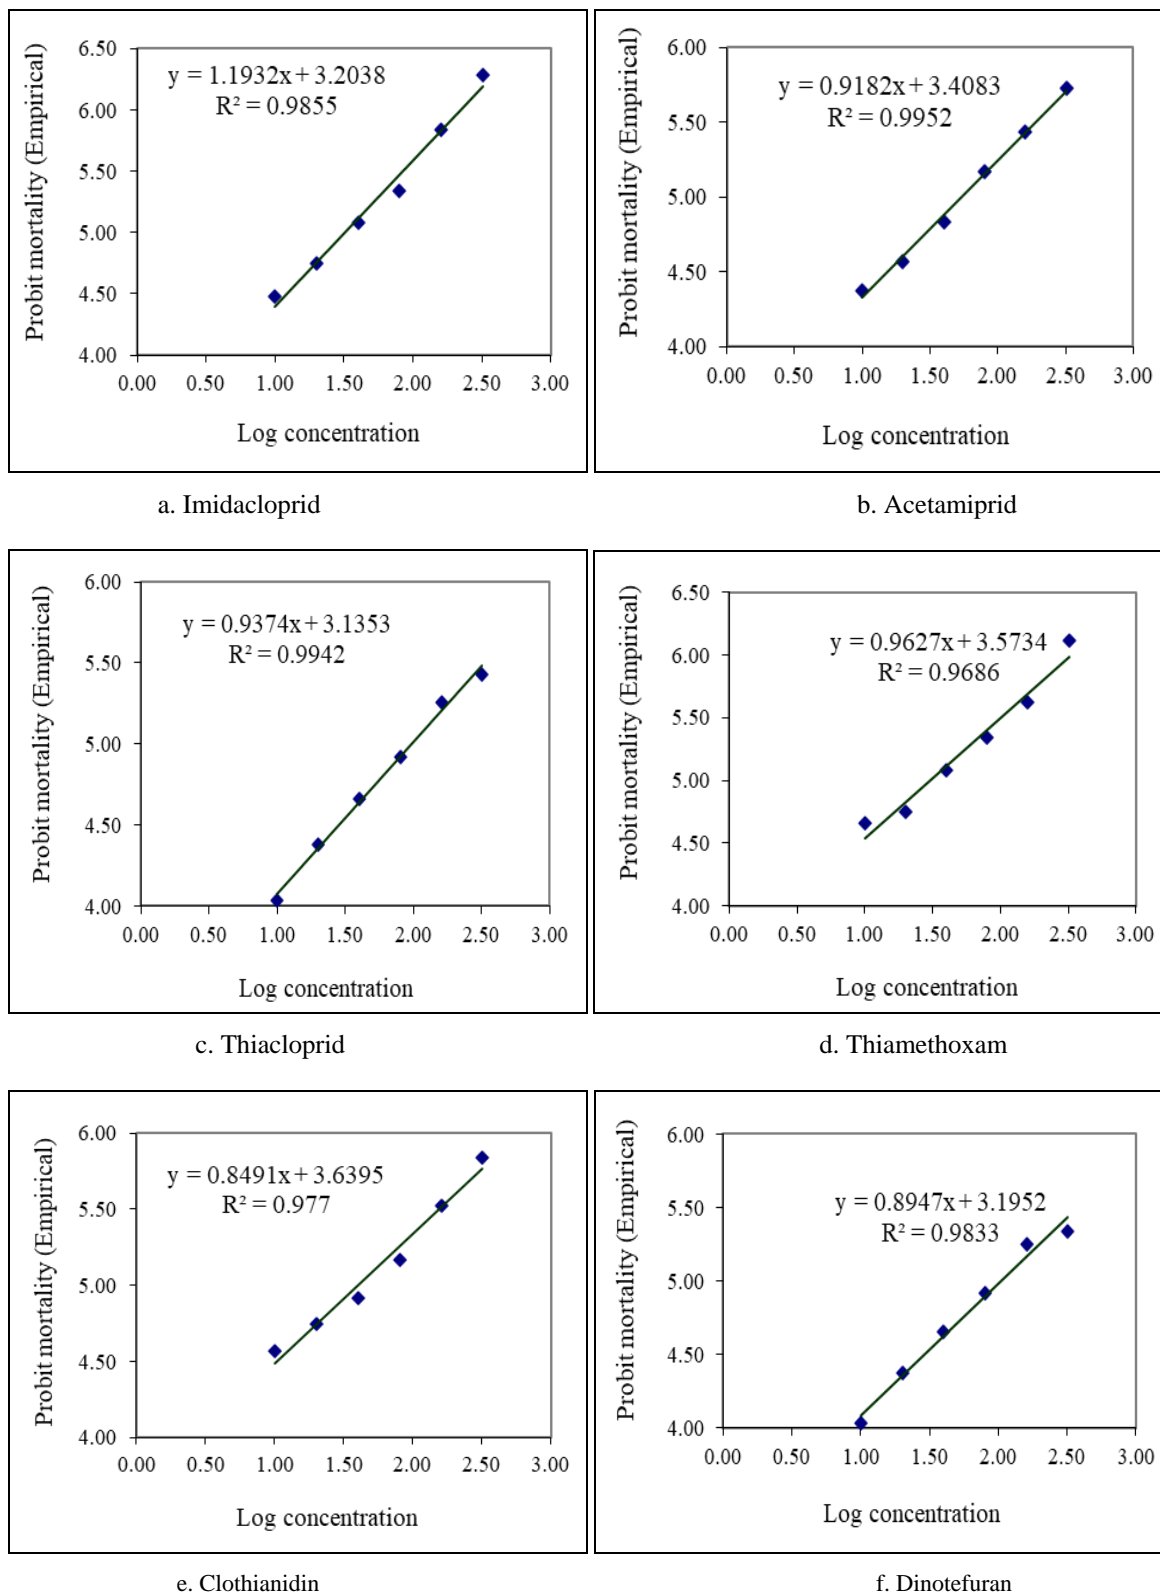 y = 1.1932x + 3.2038
R² = 0.9855
Probit mortality (Empirical)
6.50
6.00
5.50
5.00
4.50
4.00
0.00 0.50 1.00 1.50 2.00 2.50 3.00
Log concentration
a. Imidacloprid
y = 0.9182x + 3.4083
R² = 0.9952
Probit mortality (Empirical)
6.00
5.50
5.00
4.50
4.00
0.00 0.50 1.00 1.50 2.00 2.50 3.00
Log concentration
b. Acetamiprid
y = 0.9374x + 3.1353
R² = 0.9942
Probit mortality (Empirical)
6.00
5.50
5.00
4.50
4.00
0.00 0.50 1.00 1.50 2.00 2.50 3.00
Log concentration
c. Thiacloprid
y = 0.9627x + 3.5734
R² = 0.9686
Probit mortality (Empirical)
6.50
6.00
5.50
5.00
4.50
4.00
0.00 0.50 1.00 1.50 2.00 2.50 3.00
Log concentration
d. Thiamethoxam
y = 0.8491x + 3.6395
R² = 0.977
Probit mortality (Empirical)
6.00
5.50
5.00
4.50
4.00
0.00 0.50 1.00 1.50 2.00 2.50 3.00
Log concentration
e. Clothianidin
y = 0.8947x + 3.1952
R² = 0.9833
Probit mortality (Empirical)
6.00
5.50
5.00
4.50
4.00
0.00 0.50 1.00 1.50 2.00 2.50 3.00
Log concentration
f. Dinotefuran